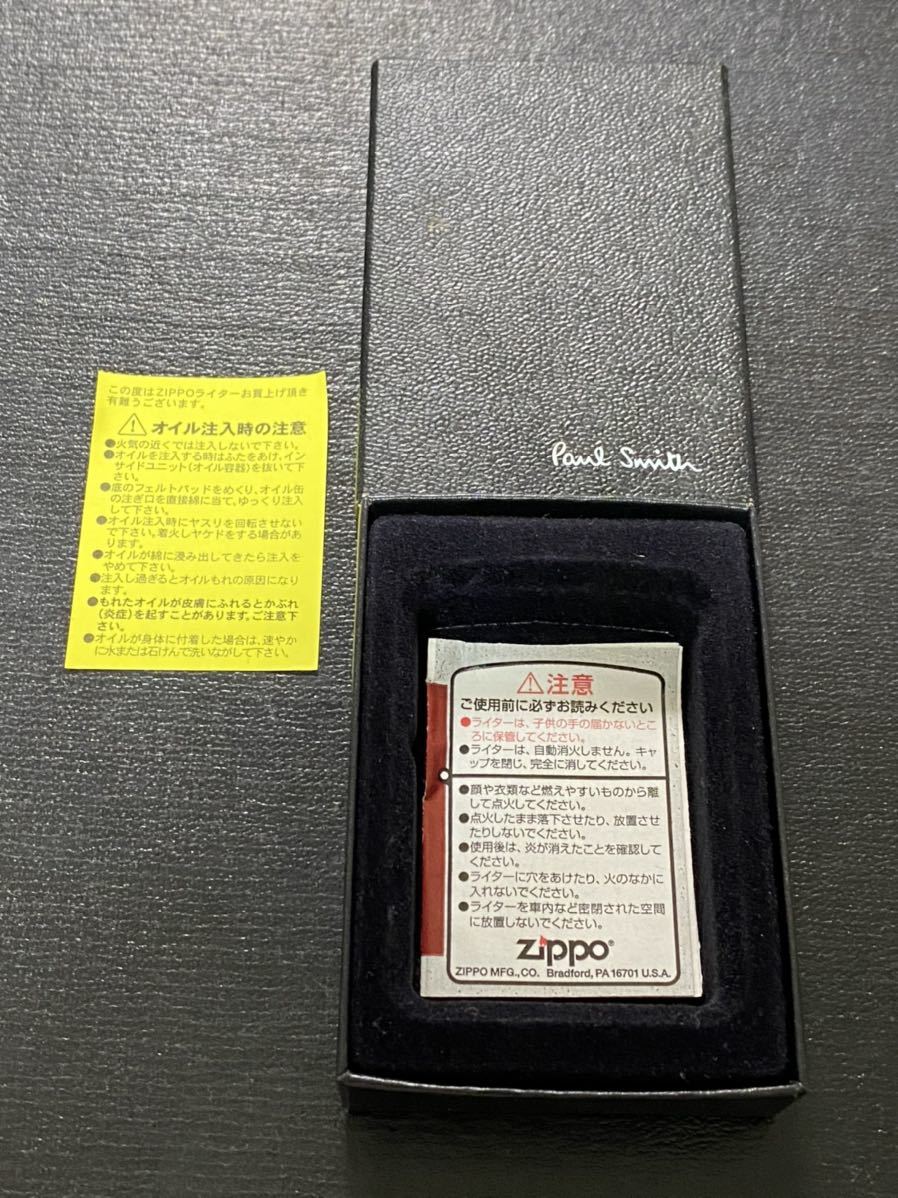 この度はZIPPOライターお買上げ頂き
有難うございます。
⚠オイル注入時の注意
●火気の近くでは注入しないで下さい。
●オイルを注入する時はふたをあけ、イン
サイドユニット(オイル容器)を抜いて下
さい。
●底のフェルトパッドをめくり、オイル缶
の注ぎ口を直接綿に当て、ゆっくり注入
して下さい。
●オイル注入時にヤスリを回転させない
で下さい。着火しヤケドをする場合があ
ります。
●オイルが綿に浸み出してきたら注入を
やめて下さい。
●注入し過ぎるとオイルもれの原因になり
ます。
●もれたオイルが皮膚にふれるとかぶれ
(炎症)を起すことがあります。ご注意下
さい。
●オイルが身体に付着した場合は、速やか
に水または石けんで洗いながして下さい。
Paul Smith
⚠注意
ご使用前に必ずお読みください
●ライターは、子供の手の届かないとこ
ろに保管してください。
●ライターは、自動消火しません。キャ
ップを閉じ、完全に消してください。
●顔や衣類など燃えやすいものから離
して点火してください。
●点火したまま落下させたり、放置させ
たりしないでください。
●使用後は、炎が消えたことを確認して
ください。
●ライターに穴をあけたり、火のなかに
入れないでください。
●ライターを車内など密閉された空間
に放置しないでください。
Zippo®
ZIPPO MFG.,CO. Bradford, PA 16701 U.S.A.